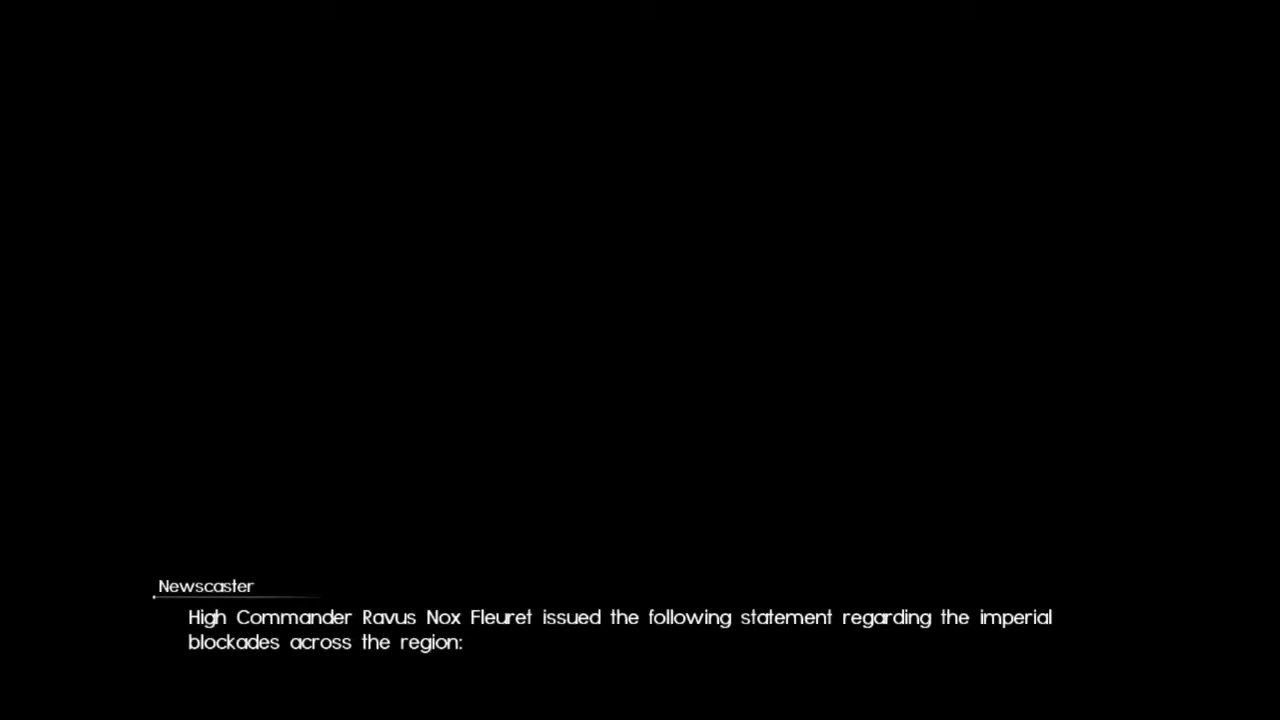 Newscaster
High Commander Ravus Nox Fleuret issued the following statement regarding the imperial
blockades across the region: